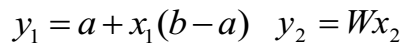 y₁ = a + x₁(b − a)   y₂ = Wx₂